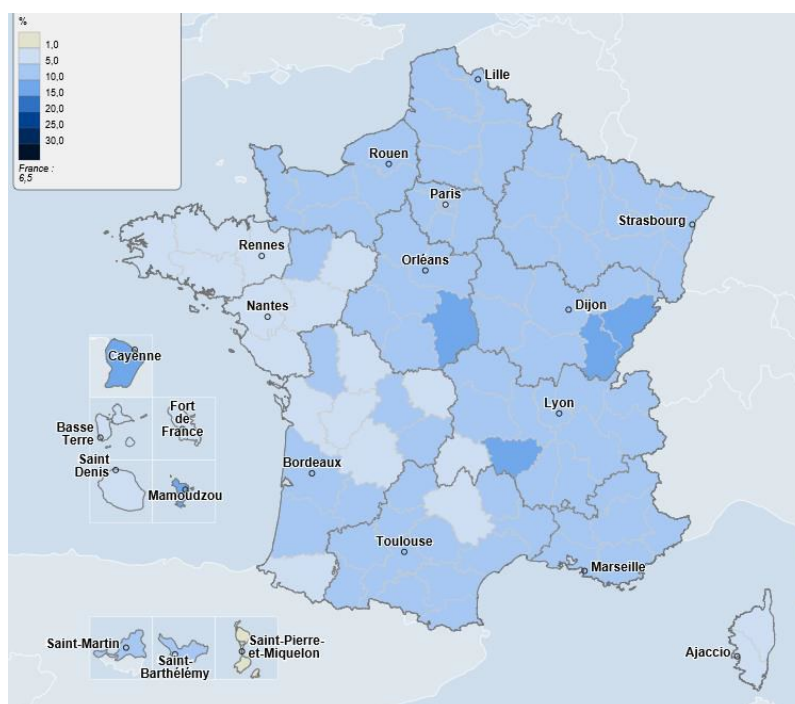 %
1,0
5,0
10,0
15,0
20,0
25,0
30,0
France :
6,5
Lille
Rouen
Paris
Strasbourg
Rennes
Orléans
Nantes
Dijon
Cayenne
Lyon
Basse
Terre
Fort
de
France
Saint
Denis
Bordeaux
Mamoudzou
Toulouse
Marseille
Saint-Martin
Saint-
Barthélémy
Saint-Pierre-
et-Miquelon
Ajaccio